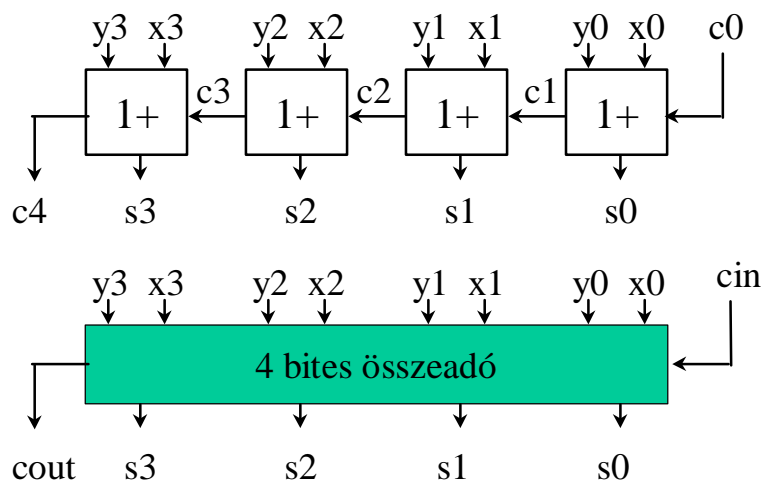 y3 x3 y2 x2 y1 x1 y0 x0 c0
c3 c2 c1
1+ 1+ 1+ 1+
c4 s3 s2 s1 s0
y3 x3 y2 x2 y1 x1 y0 x0 cin
4 bites összeadó
cout s3 s2 s1 s0